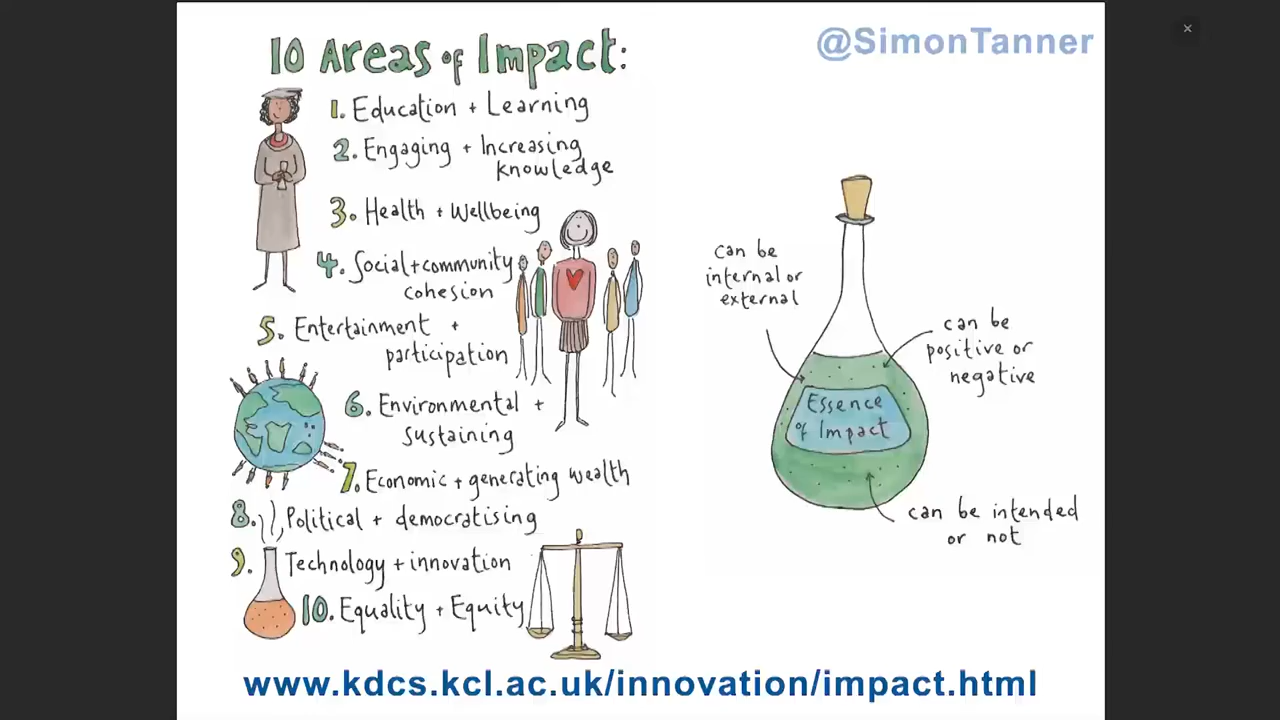 10 Areas of Impact:
@SimonTanner
1. Education + Learning
2. Engaging + Increasing
knowledge
3. Health + Wellbeing
4. Social + community
cohesion
5. Entertainment +
participation
6. Environmental +
sustaining
7. Economic + generating wealth
8. Political + democratising
9. Technology + innovation
10. Equality + Equity
can be
internal or
external
can be
positive or
negative
Essence
of Impact
can be intended
or not
www.kdcs.kcl.ac.uk/innovation/impact.html